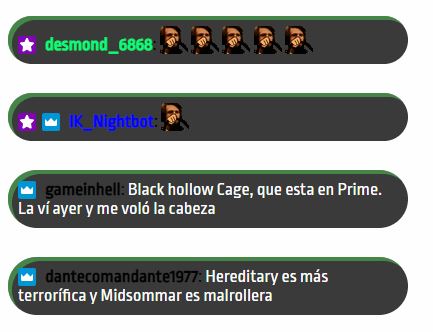 desmond_6868:
IK_Nightbot:
gameinhell: Black hollow Cage, que esta en Prime.
La ví ayer y me voló la cabeza
dantecomandante1977: Hereditary es más
terrorífica y Midsommar es malrollera